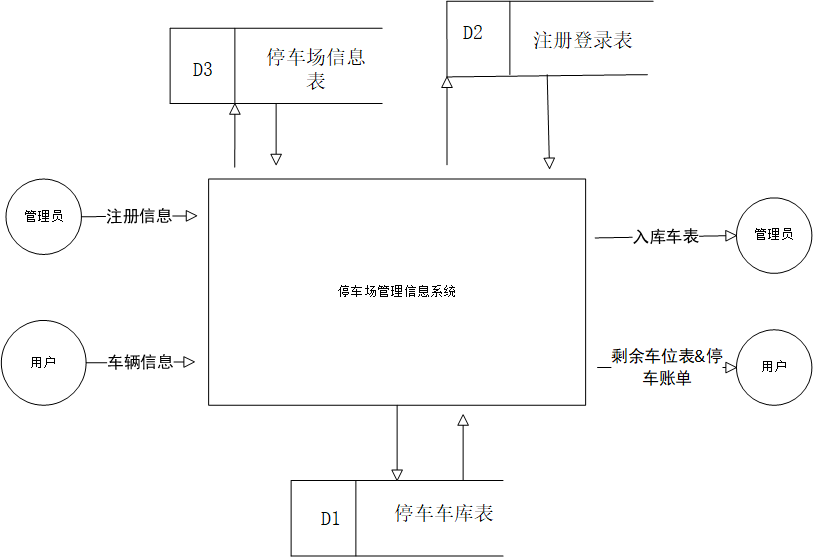 D3
停车场信息
表
D2
注册登录表
管理员
注册信息
入库车表
管理员
停车场管理信息系统
用户
车辆信息
剩余车位表&停
车账单
用户
D1
停车车库表